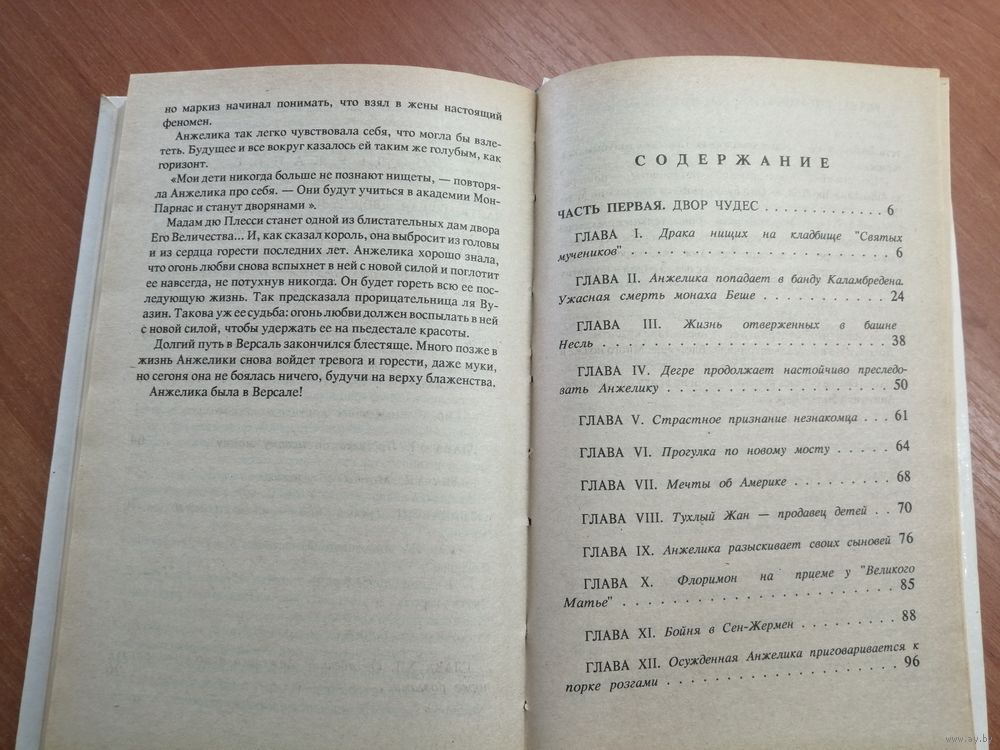 но маркиз начинал понимать, что взял в жены настоящий
феномен.
Анжелика так легко чувствовала себя, что могла бы взле-
теть. Будущее и все вокруг казалось ей таким же голубым, как
горизонт.
«Мои дети никогда больше не познают нищеты, — повторя-
ла Анжелика про себя. — Они будут учиться в академии Мон-
Парнас и станут дворянами ».
Мадам дю Плесси станет одной из блистательных дам двора
Его Величества... И, как сказал король, она выбросит из головы
и из сердца горести последних лет. Анжелика хорошо знала,
что огонь любви снова вспыхнет в ней с новой силой и поглотит
ее навсегда, не потухнув никогда. Он будет гореть всю ее пос-
ледующую жизнь. Так предсказала прорицательница ля Ву-
азин. Такова уж ее судьба: огонь любви должен воспылать в ней
с новой силой, чтобы удержать ее на пьедестале красоты.
Долгий путь в Версаль закончился блестяще. Много позже в
жизнь Анжелики снова войдет тревога и горести, даже муки,
но сегоня она не боялась ничего, будучи на верху блаженства.
Анжелика была в Версале!
СОДЕРЖАНИЕ
ЧАСТЬ ПЕРВАЯ. ДВОР ЧУДЕС . . . . . . . . . . . . 6
ГЛАВА I. Драка нищих на кладбище "Святых
мучеников" . . . . . . . . . . . . . . . . . . . . . . . . 6
ГЛАВА II. Анжелика попадает в банду Каламбредена.
Ужасная смерть монаха Беше . . . . . . . . . . . . 24
ГЛАВА III. Жизнь отверженных в башне
Несль . . . . . . . . . . . . . . . . . . . . . . . . . . . 38
ГЛАВА IV. Дегре продолжает настойчиво преследо-
вать Анжелику . . . . . . . . . . . . . . . . . . . . . 50
ГЛАВА V. Страстное признание незнакомца . . . 61
ГЛАВА VI. Прогулка по новому мосту . . . . . . 64
ГЛАВА VII. Мечты об Америке . . . . . . . . . 68
ГЛАВА VIII. Тухлый Жан — продавец детей . . 70
ГЛАВА IX. Анжелика разыскивает своих сыновей 76
ГЛАВА X. Флоримон на приеме у "Великого
Матье" . . . . . . . . . . . . . . . . . . . . . . . . . . 85
ГЛАВА XI. Бойня в Сен-Жермен . . . . . . . . . 88
ГЛАВА XII. Осужденная Анжелика приговаривается к
порке розгами . . . . . . . . . . . . . . . . . . . . . 96
www.ay.by